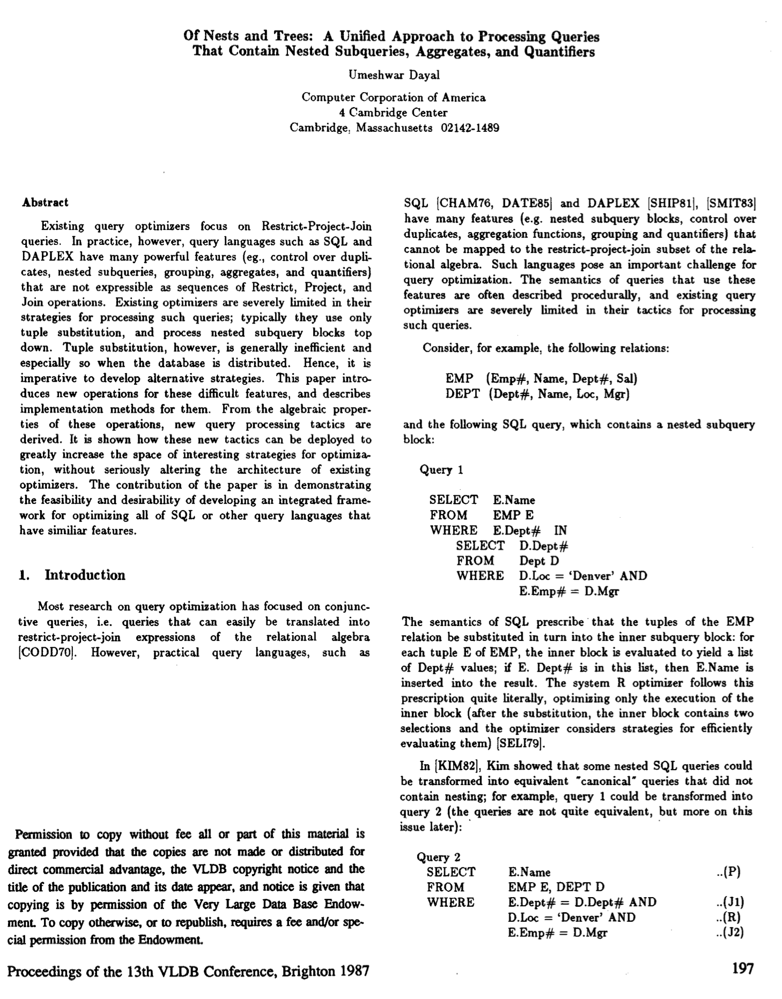 Of Nests and Trees: A Unified Approach to Processing Queries
That Contain Nested Subqueries, Aggregates, and Quantifiers
Umeshwar Dayal
Computer Corporation of America
4 Cambridge Center
Cambridge, Massachusetts 02142-1489
Abstract
Existing query optimizers focus on Restrict-Project-Join
queries. In practice, however, query languages such as SQL and
DAPLEX have many powerful features (eg., control over dupli-
cates, nested subqueries, grouping, aggregates, and quantifiers)
that are not expressible as sequences of Restrict, Project, and
Join operations. Existing optimizers are severely limited in their
strategies for processing such queries; typically they use only
tuple substitution, and process nested subquery blocks top
down. Tuple substitution, however, is generally inefficient and
especially so when the database is distributed. Hence, it is
imperative to develop alternative strategies. This paper intro-
duces new operations for these difficult features, and describes
implementation methods for them. From the algebraic proper-
ties of these operations, new query processing tactics are
derived. It is shown how these new tactics can be deployed to
greatly increase the space of interesting strategies for optimiza-
tion, without seriously altering the architecture of existing
optimizers. The contribution of the paper is in demonstrating
the feasibility and desirability of developing an integrated frame-
work for optimizing all of SQL or other query languages that
have similiar features.
1. Introduction
Most research on query optimization has focused on conjunc-
tive queries, i.e. queries that can easily be translated into
restrict-project-join expressions of the relational algebra
[CODD70]. However, practical query languages, such as
Permission to copy without fee all or part of this material is
granted provided that the copies are not made or distributed for
direct commercial advantage, the VLDB copyright notice and the
title of the publication and its date appear, and notice is given that
copying is by permission of the Very Large Data Base Endow-
ment. To copy otherwise, or to republish, requires a fee and/or spe-
cial permission from the Endowment.
Proceedings of the 13th VLDB Conference, Brighton 1987
SQL [CHAM76, DATE85] and DAPLEX [SHIP81], [SMIT83]
have many features (e.g. nested subquery blocks, control over
duplicates, aggregation functions, grouping and quantifiers) that
cannot be mapped to the restrict-project-join subset of the rela-
tional algebra. Such languages pose an important challenge for
query optimization. The semantics of queries that use these
features are often described procedurally, and existing query
optimizers are severely limited in their tactics for processing
such queries.
Consider, for example, the following relations:
EMP (Emp#, Name, Dept#, Sal)
DEPT (Dept#, Name, Loc, Mgr)
and the following SQL query, which contains a nested subquery
block:
Query 1
SELECT E.Name
FROM EMP E
WHERE E.Dept# IN
SELECT D.Dept#
FROM Dept D
WHERE D.Loc = ‘Denver’ AND
E.Emp# = D.Mgr
The semantics of SQL prescribe that the tuples of the EMP
relation be substituted in turn into the inner subquery block: for
each tuple E of EMP, the inner block is evaluated to yield a list
of Dept# values; if E. Dept# is in this list, then E.Name is
inserted into the result. The system R optimizer follows this
prescription quite literally, optimizing only the execution of the
inner block (after the substitution, the inner block contains two
selections and the optimizer considers strategies for efficiently
evaluating them) [SELI79].
In [KIM82], Kim showed that some nested SQL queries could
be transformed into equivalent "canonical" queries that did not
contain nesting; for example, query 1 could be transformed into
query 2 (the queries are not quite equivalent, but more on this
issue later):
Query 2
SELECT E.Name ..(P)
FROM EMP E, DEPT D
WHERE E.Dept# = D.Dept# AND ..(J1)
D.Loc = ‘Denver’ AND ..(R)
E.Emp# = D.Mgr ..(J2)
197